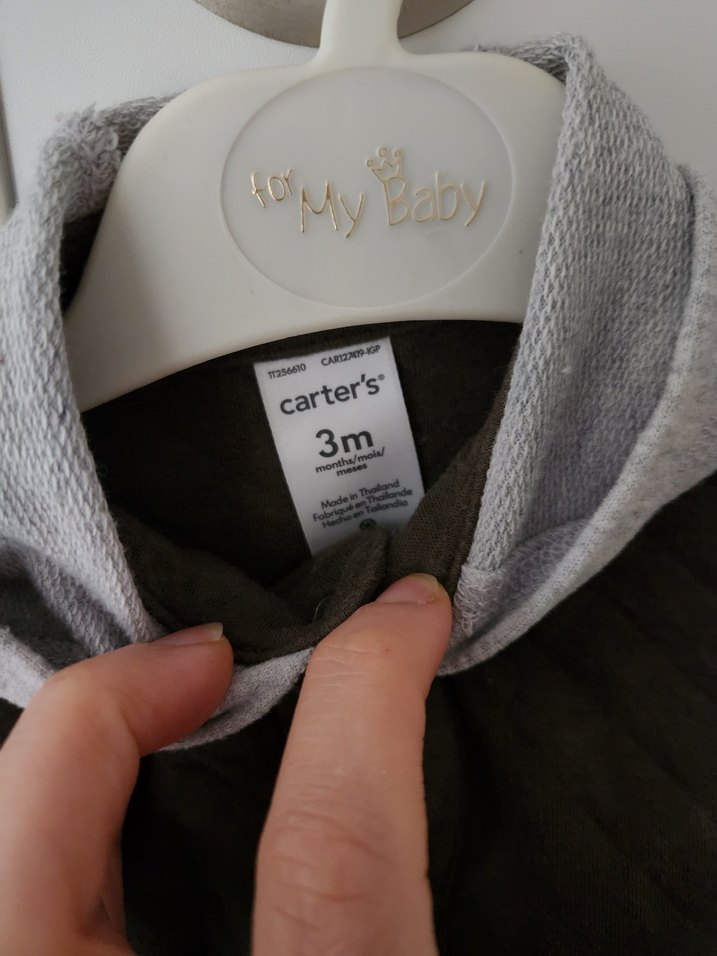 for My Baby
TT256610 CAR127419-IGP
carter's®
3m
months/mois/
meses
Made in Thailand
Fabriqué en Thaïlande
Hecho en Tailandia